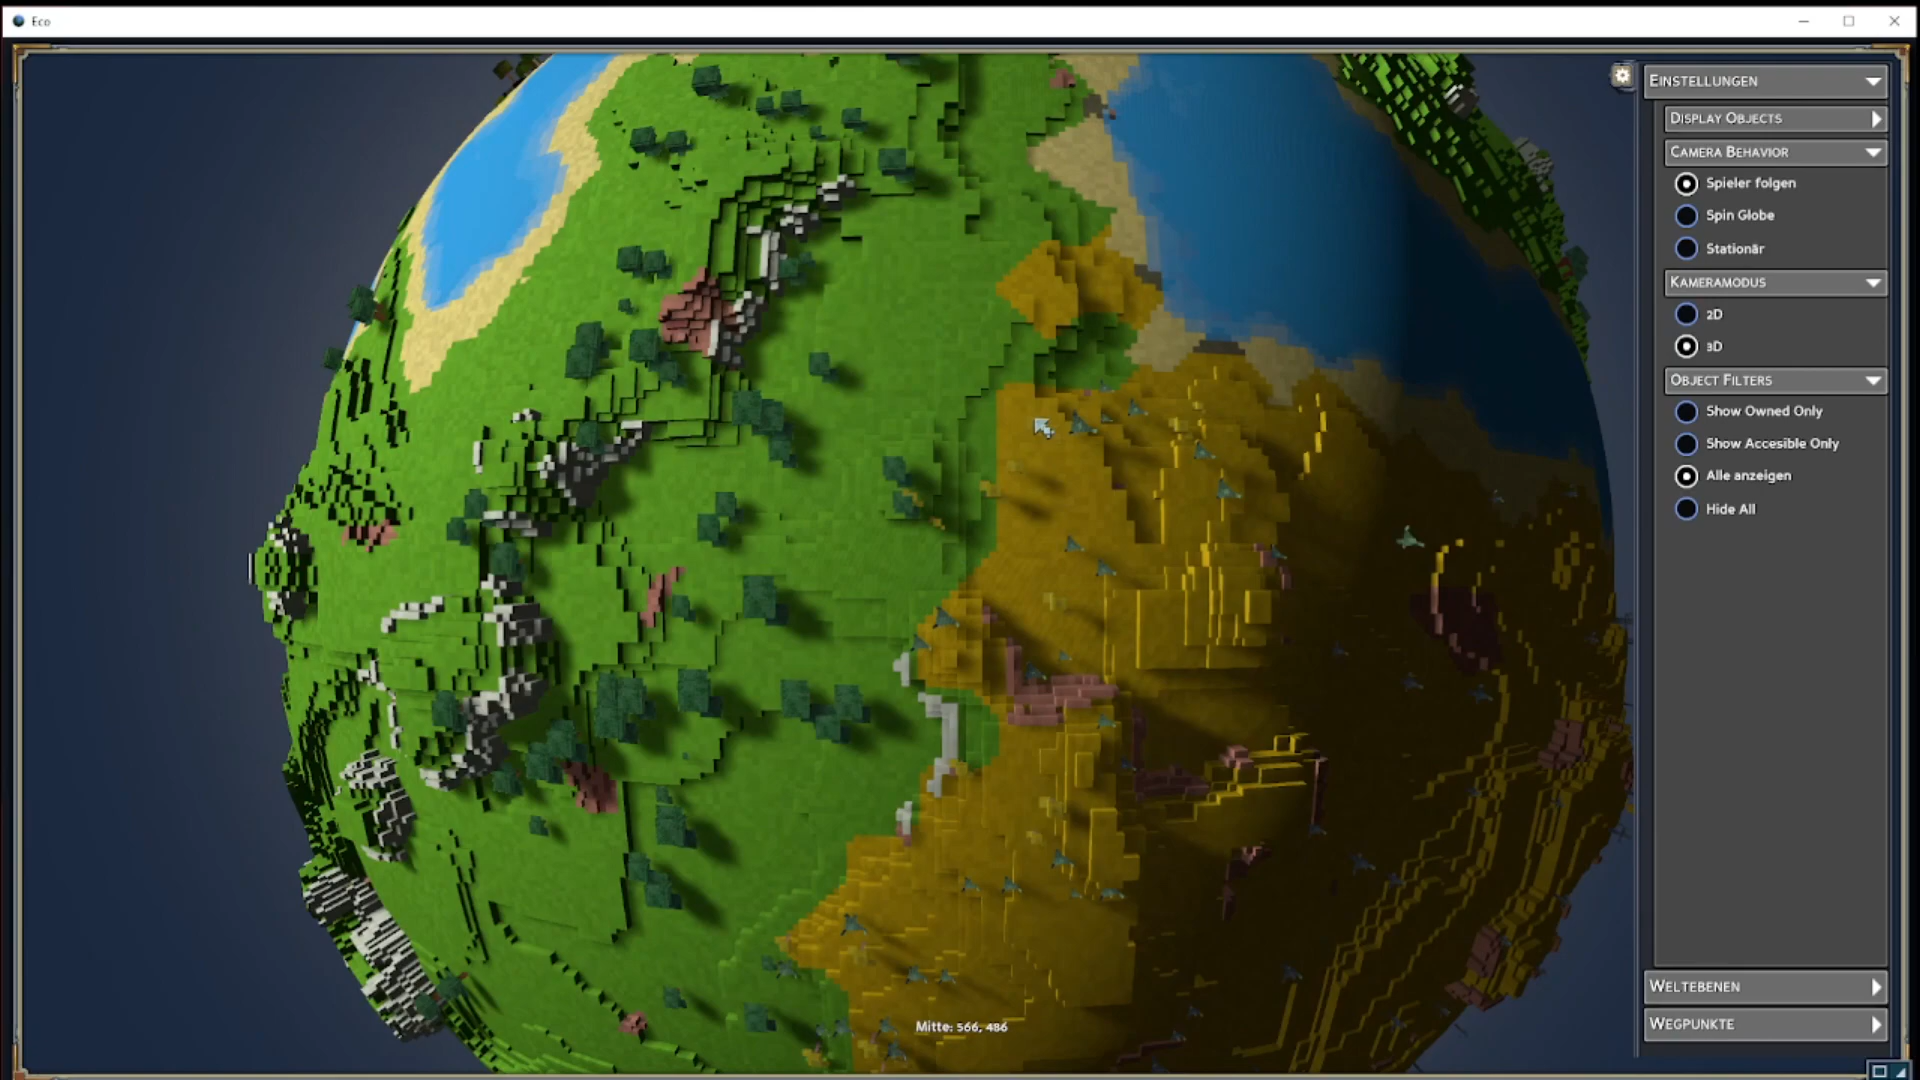 Eco
EINSTELLUNGEN
DISPLAY OBJECTS
CAMERA BEHAVIOR
Spieler folgen
Spin Globe
Stationär
KAMERAMODUS
2D
3D
OBJECT FILTERS
Show Owned Only
Show Accesible Only
Alle anzeigen
Hide All
WELTEBENEN
WEGPUNKTE
Mitte: 566, 486